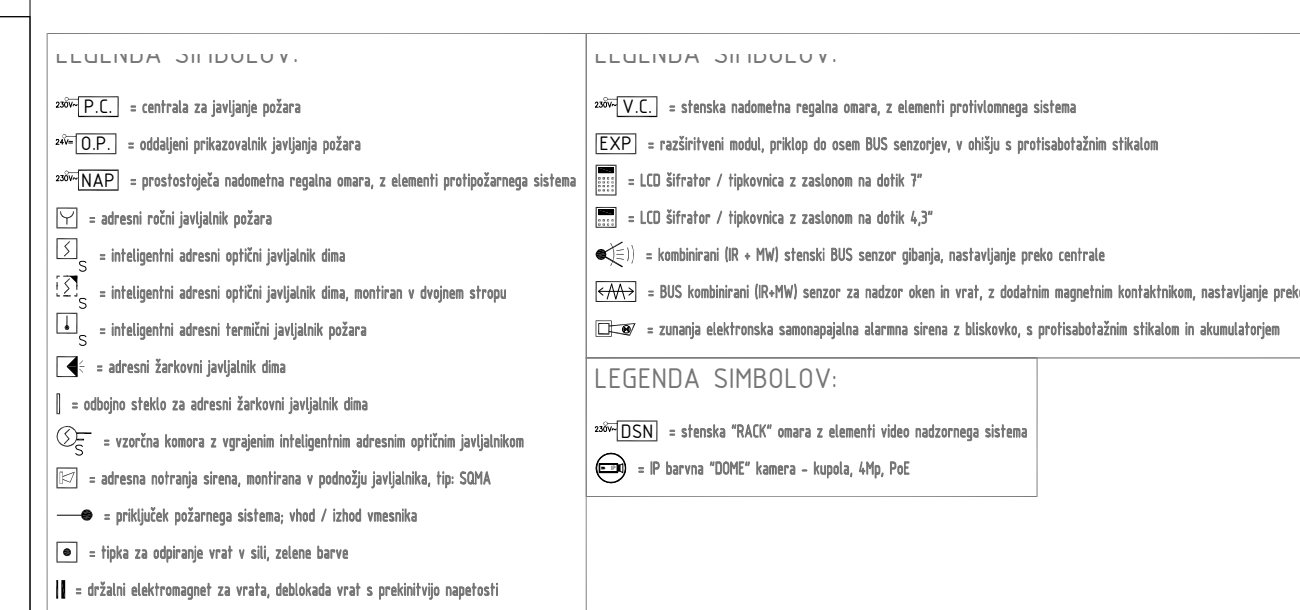 LEGENDA SIMBOLOV:
230V~ P.C. = centrala za javljanje požara
24V= O.P. = oddaljeni prikazovalnik javljanja požara
230V~ NAP = prostostoječa nadometna regalna omara, z elementi protipožarnega sistema
= adresni ročni javljalnik požara
S = inteligentni adresni optični javljalnik dima
S = inteligentni adresni optični javljalnik dima, montiran v dvojnem stropu
S = inteligentni adresni termični javljalnik požara
= adresni žarkovni javljalnik dima
= odbojno steklo za adresni žarkovni javljalnik dima
S = vzorčna komora z vgrajenim inteligentnim adresnim optičnim javljalnikom
= adresna notranja sirena, montirana v podnožju javljalnika, tip: SQMA
= priključek požarnega sistema; vhod / izhod vmesnika
= tipka za odpiranje vrat v sili, zelene barve
= držalni elektromagnet za vrata, deblokada vrat s prekinitvijo napetosti
LEGENDA SIMBOLOV:
230V~ V.C. = stenska nadometna regalna omara, z elementi protivlomnega sistema
EXP = razširitveni modul, priklop do osem BUS senzorjev, v ohišju s protisabotažnim stikalom
= LCD šifrator / tipkovnica z zaslonom na dotik 7"
= LCD šifrator / tipkovnica z zaslonom na dotik 4,3"
= kombinirani (IR + MW) stenski BUS senzor gibanja, nastavljanje preko centrale
= BUS kombinirani (IR+MW) senzor za nadzor oken in vrat, z dodatnim magnetnim kontaktnikom, nastavljanje preko
= zunanja elektronska samonapajalna alarmna sirena z bliskovko, s protisabotažnim stikalom in akumulatorjem
LEGENDA SIMBOLOV:
230V~ DSN = stenska "RACK" omara z elementi video nadzornega sistema
= IP barvna "DOME" kamera - kupola, 4Mp, PoE